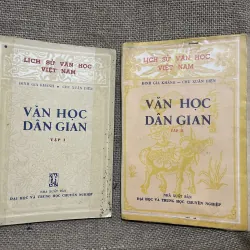 LỊCH SỬ VĂN HỌC
VIỆT NAM
ĐINH GIA KHÁNH — CHU XUÂN DIÊN
VĂN HỌC
DÂN GIAN
TẬP I
NHÀ XUẤT BẢN
ĐẠI HỌC VÀ TRUNG HỌC CHUYÊN NGHIỆP
LỊCH SỬ VĂN HỌC
VIỆT NAM
ĐINH GIA KHÁNH — CHU XUÂN DIÊN
VĂN HỌC
DÂN GIAN
TẬP II
NHÀ XUẤT BẢN
ĐẠI HỌC VÀ TRUNG HỌC CHUYÊN NGHIỆP